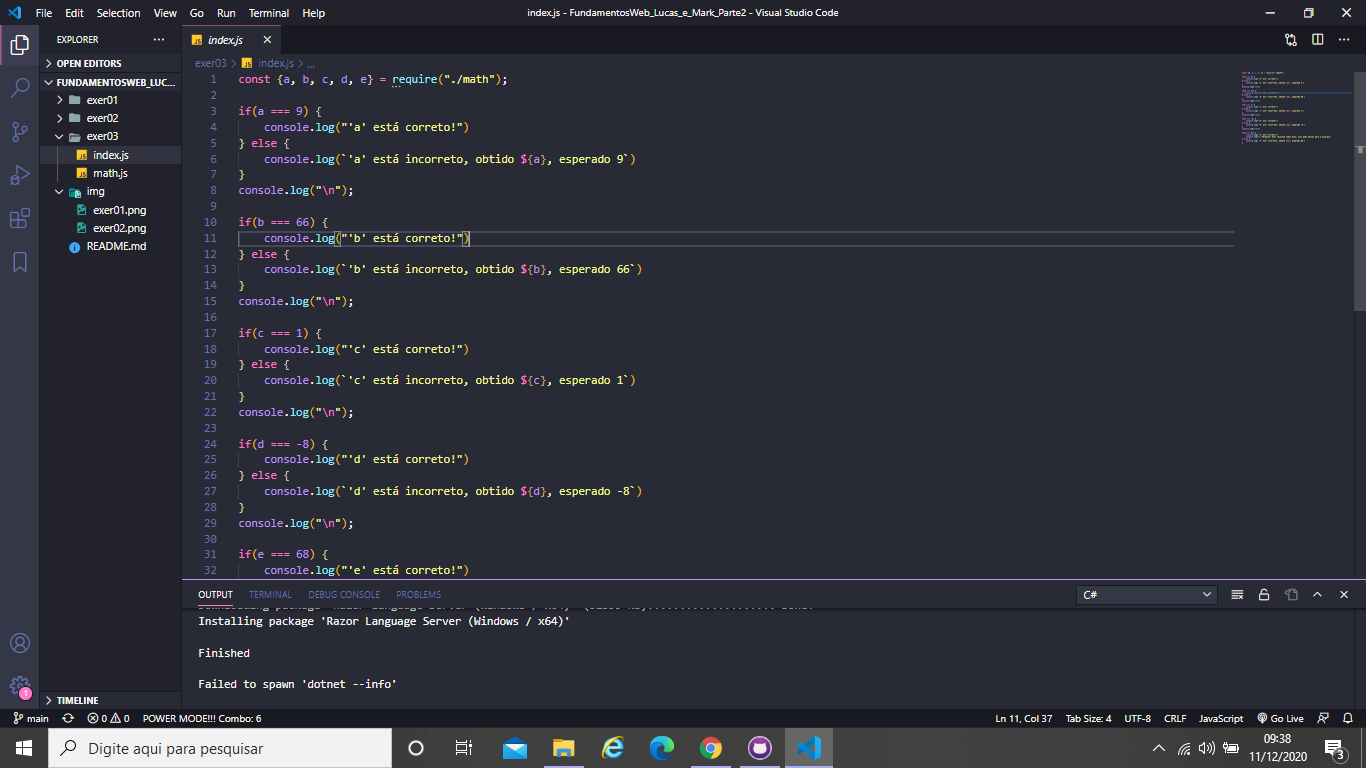 File Edit Selection View Go Run Terminal Help
index.js - FundamentosWeb_Lucas_e_Mark_Parte2 - Visual Studio Code
EXPLORER
OPEN EDITORS
FUNDAMENTOSWEB_LUC...
exer01
exer02
exer03
index.js
math.js
img
exer01.png
exer02.png
README.md
TIMELINE
index.js
exer03 > index.js > ...
1 const {a, b, c, d, e} = require("./math");
2
3 if(a === 9) {
4 console.log("'a' está correto!")
5 } else {
6 console.log(`'a' está incorreto, obtido ${a}, esperado 9`)
7 }
8 console.log("\n");
9
10 if(b === 66) {
11 console.log("'b' está correto!")
12 } else {
13 console.log(`'b' está incorreto, obtido ${b}, esperado 66`)
14 }
15 console.log("\n");
16
17 if(c === 1) {
18 console.log("'c' está correto!")
19 } else {
20 console.log(`'c' está incorreto, obtido ${c}, esperado 1`)
21 }
22 console.log("\n");
23
24 if(d === -8) {
25 console.log("'d' está correto!")
26 } else {
27 console.log(`'d' está incorreto, obtido ${d}, esperado -8`)
28 }
29 console.log("\n");
30
31 if(e === 68) {
32 console.log("'e' está correto!")
OUTPUT TERMINAL DEBUG CONSOLE PROBLEMS
C#
Installing package 'Razor Language Server (Windows / x64)'
Finished
Failed to spawn 'dotnet --info'
1
main 0 0 POWER MODE!!! Combo: 6
Ln 11, Col 37 Tab Size: 4 UTF-8 CRLF JavaScript Go Live
Digite aqui para pesquisar
09:38
11/12/2020
3